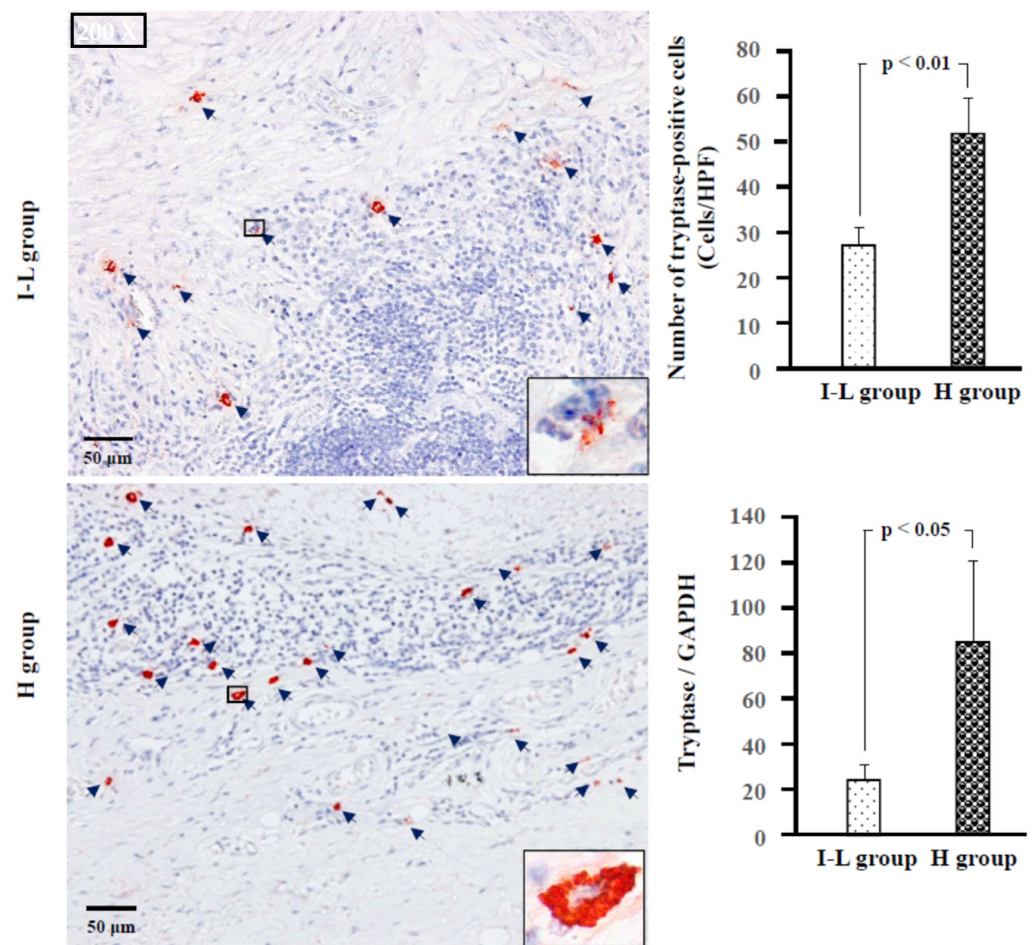 200 X
I-L group
50 µm
H group
50 µm
Number of tryptase-positive cells
(Cells/HPF)
80
60
50
40
30
20
10
0
p < 0.01
I-L group H group
Tryptase / GAPDH
140
120
100
80
60
40
20
0
p < 0.05
I-L group H group